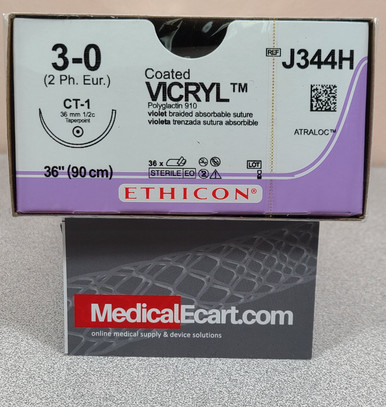 3-0
(2 Ph. Eur.)
CT-1
36 mm 1/2c
Taperpoint
36" (90 cm)
Coated
VICRYL™
Polyglactin 910
violet braided absorbable suture
violeta trenzada sutura absorbible
REF J344H
ATRALOC™
36 x
STERILE EO 2
LOT
ETHICON®
MedicalEcart.com
online medical supply & device solutions